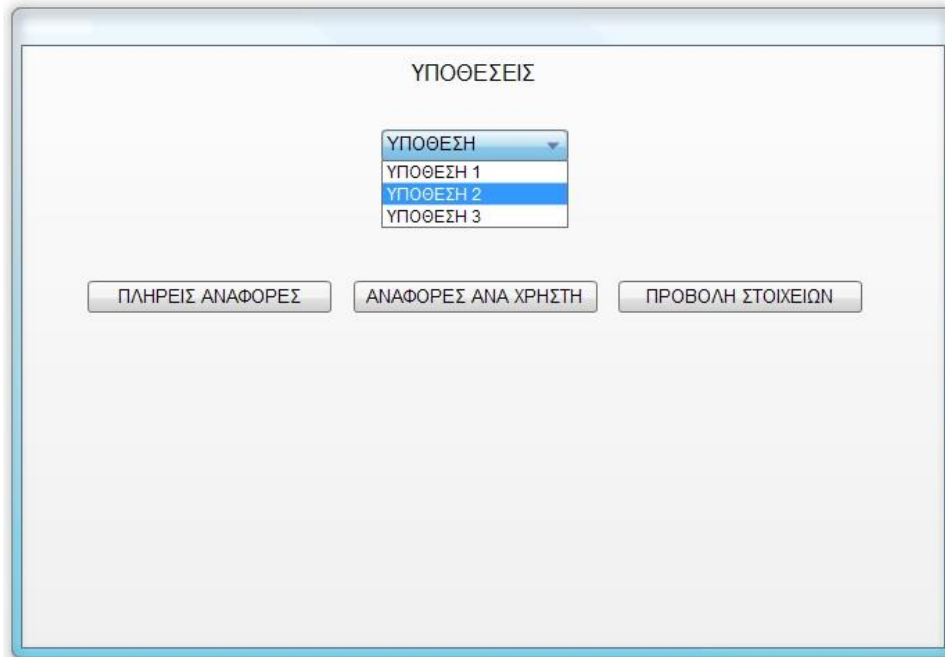 ΥΠΟΘΕΣΕΙΣ
ΥΠΟΘΕΣΗ
ΥΠΟΘΕΣΗ 1
ΥΠΟΘΕΣΗ 2
ΥΠΟΘΕΣΗ 3
ΠΛΗΡΕΙΣ ΑΝΑΦΟΡΕΣ ΑΝΑΦΟΡΕΣ ΑΝΑ ΧΡΗΣΤΗ ΠΡΟΒΟΛΗ ΣΤΟΙΧΕΙΩΝ